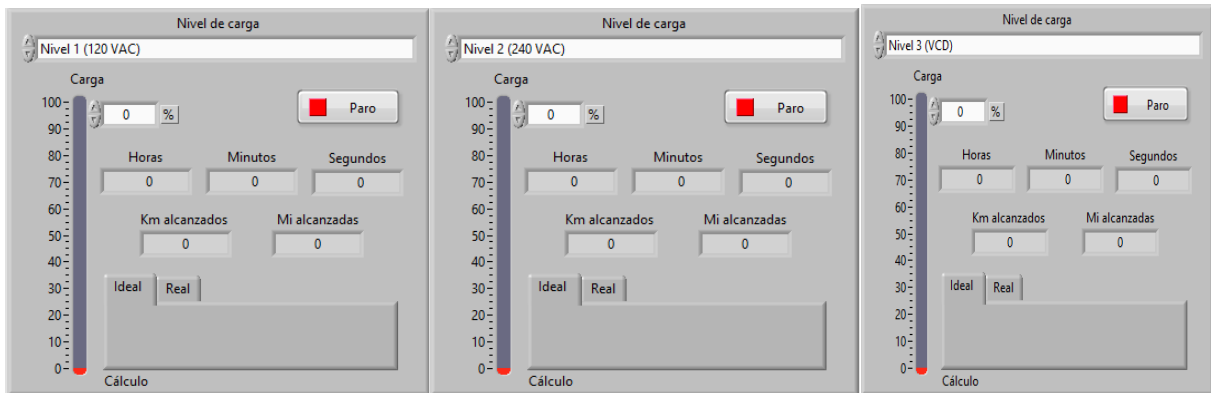 Nivel de carga
Nivel 1 (120 VAC)
Carga
100
90
80
70
60
50
40
30
20
10
0
0 %
Paro
Horas Minutos Segundos
0 0 0
Km alcanzados Mi alcanzadas
0 0
Ideal Real
Cálculo
Nivel de carga
Nivel 2 (240 VAC)
Carga
100
90
80
70
60
50
40
30
20
10
0
0 %
Paro
Horas Minutos Segundos
0 0 0
Km alcanzados Mi alcanzadas
0 0
Ideal Real
Cálculo
Nivel de carga
Nivel 3 (VCD)
Carga
100
90
80
70
60
50
40
30
20
10
0
0 %
Paro
Horas Minutos Segundos
0 0 0
Km alcanzados Mi alcanzadas
0 0
Ideal Real
Cálculo